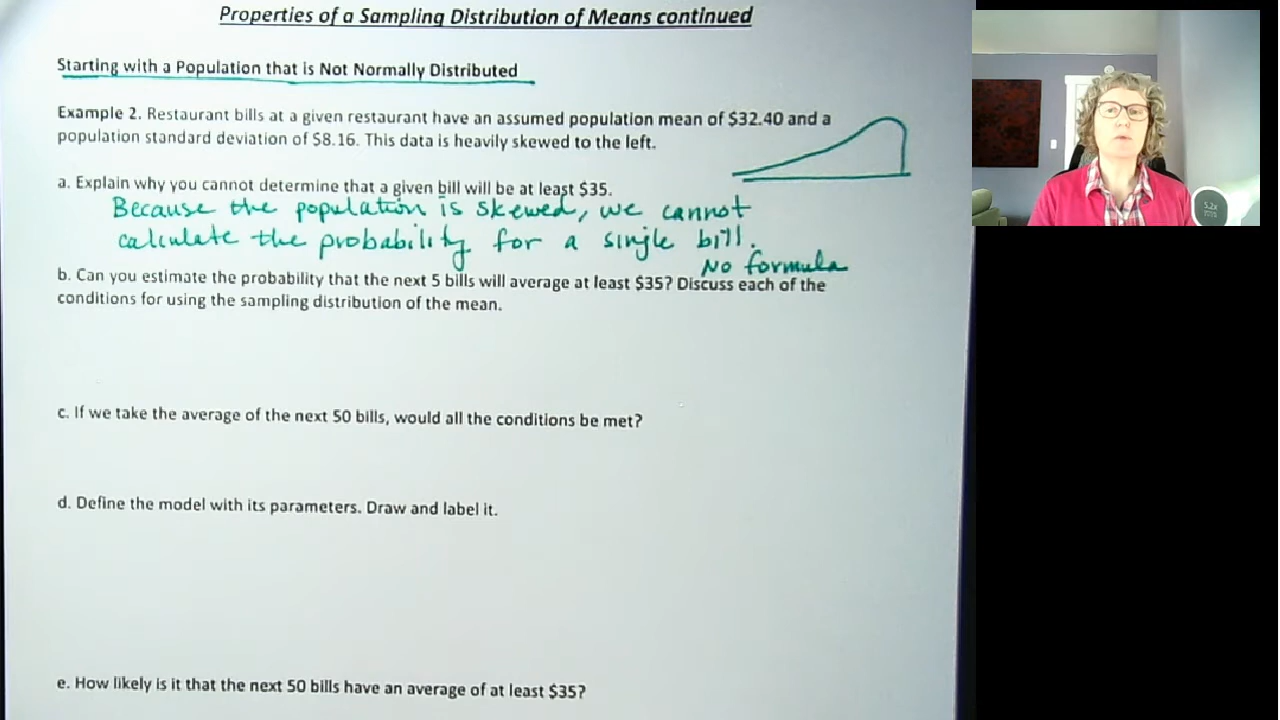 Properties of a Sampling Distribution of Means continued
Starting with a Population that is Not Normally Distributed
Example 2. Restaurant bills at a given restaurant have an assumed population mean of $32.40 and a
population standard deviation of $8.16. This data is heavily skewed to the left.
a. Explain why you cannot determine that a given bill will be at least $35.
Because the population is skewed, we cannot
calculate the probability for a single bill.
No formula
b. Can you estimate the probability that the next 5 bills will average at least $35? Discuss each of the
conditions for using the sampling distribution of the mean.
c. If we take the average of the next 50 bills, would all the conditions be met?
d. Define the model with its parameters. Draw and label it.
e. How likely is it that the next 50 bills have an average of at least $35?